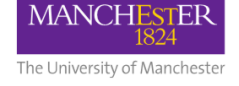 MANCHESTER
1824
The University of Manchester